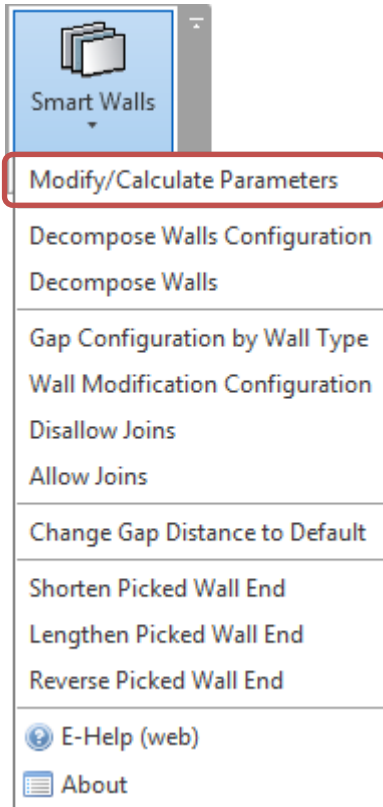 Smart Walls
Modify/Calculate Parameters
Decompose Walls Configuration
Decompose Walls
Gap Configuration by Wall Type
Wall Modification Configuration
Disallow Joins
Allow Joins
Change Gap Distance to Default
Shorten Picked Wall End
Lengthen Picked Wall End
Reverse Picked Wall End
E-Help (web)
About